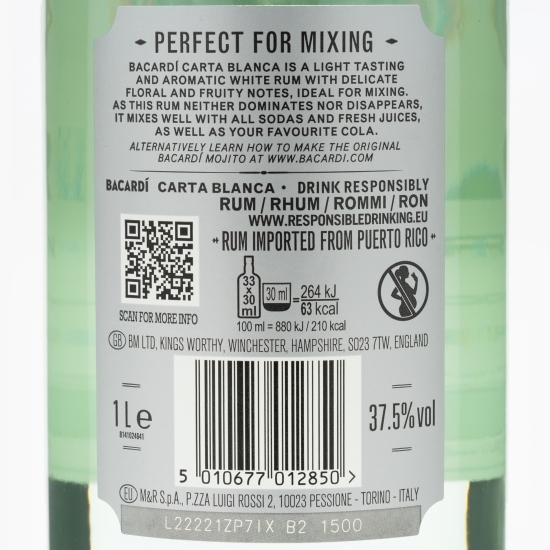 PERFECT FOR MIXING
BACARDÍ CARTA BLANCA IS A LIGHT TASTING
AND AROMATIC WHITE RUM WITH DELICATE
FLORAL AND FRUITY NOTES, IDEAL FOR MIXING.
AS THIS RUM NEITHER DOMINATES NOR DISAPPEARS,
IT MIXES WELL WITH ALL SODAS AND FRESH JUICES,
AS WELL AS YOUR FAVOURITE COLA.
ALTERNATIVELY LEARN HOW TO MAKE THE ORIGINAL
BACARDÍ MOJITO AT WWW.BACARDI.COM
BACARDÍ CARTA BLANCA • DRINK RESPONSIBLY
RUM / RHUM / ROMMI / RON
WWW.RESPONSIBLEDRINKING.EU
RUM IMPORTED FROM PUERTO RICO
SCAN FOR MORE INFO
33 x 30 ml
30 ml
= 264 kJ
63 kcal
100 ml = 880 kJ / 210 kcal
GB BM LTD, KINGS WORTHY, WINCHESTER, HAMPSHIRE, SO23 7TW, ENGLAND
1L e
B141024641
37.5% vol
5 010677 012850 >
EU M&R S.p.A., P.ZZA LUIGI ROSSI 2, 10023 PESSIONE - TORINO - ITALY
L22221ZP7IX B2 1500